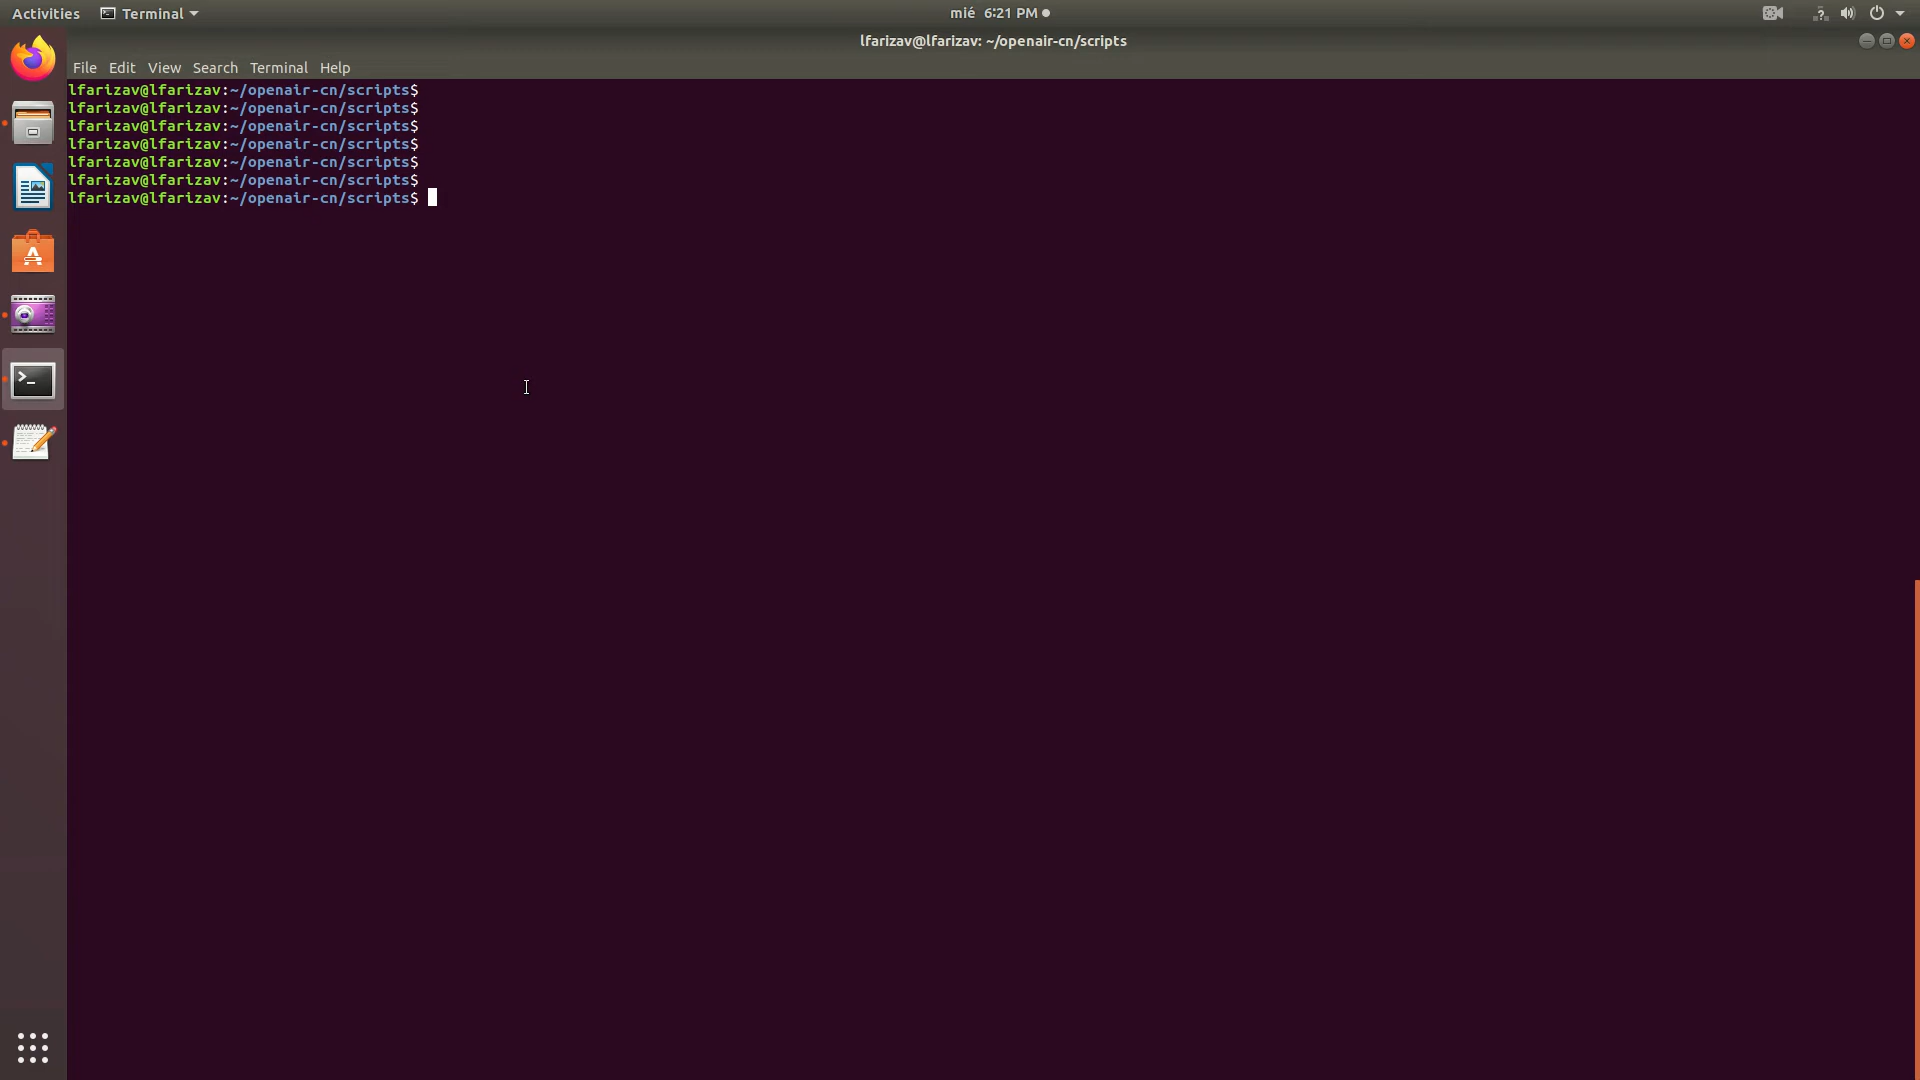 Activities Terminal mié 6:21 PM
lfarizav@lfarizav: ~/openair-cn/scripts
File Edit View Search Terminal Help
lfarizav@lfarizav:~/openair-cn/scripts$
lfarizav@lfarizav:~/openair-cn/scripts$
lfarizav@lfarizav:~/openair-cn/scripts$
lfarizav@lfarizav:~/openair-cn/scripts$
lfarizav@lfarizav:~/openair-cn/scripts$
lfarizav@lfarizav:~/openair-cn/scripts$
lfarizav@lfarizav:~/openair-cn/scripts$